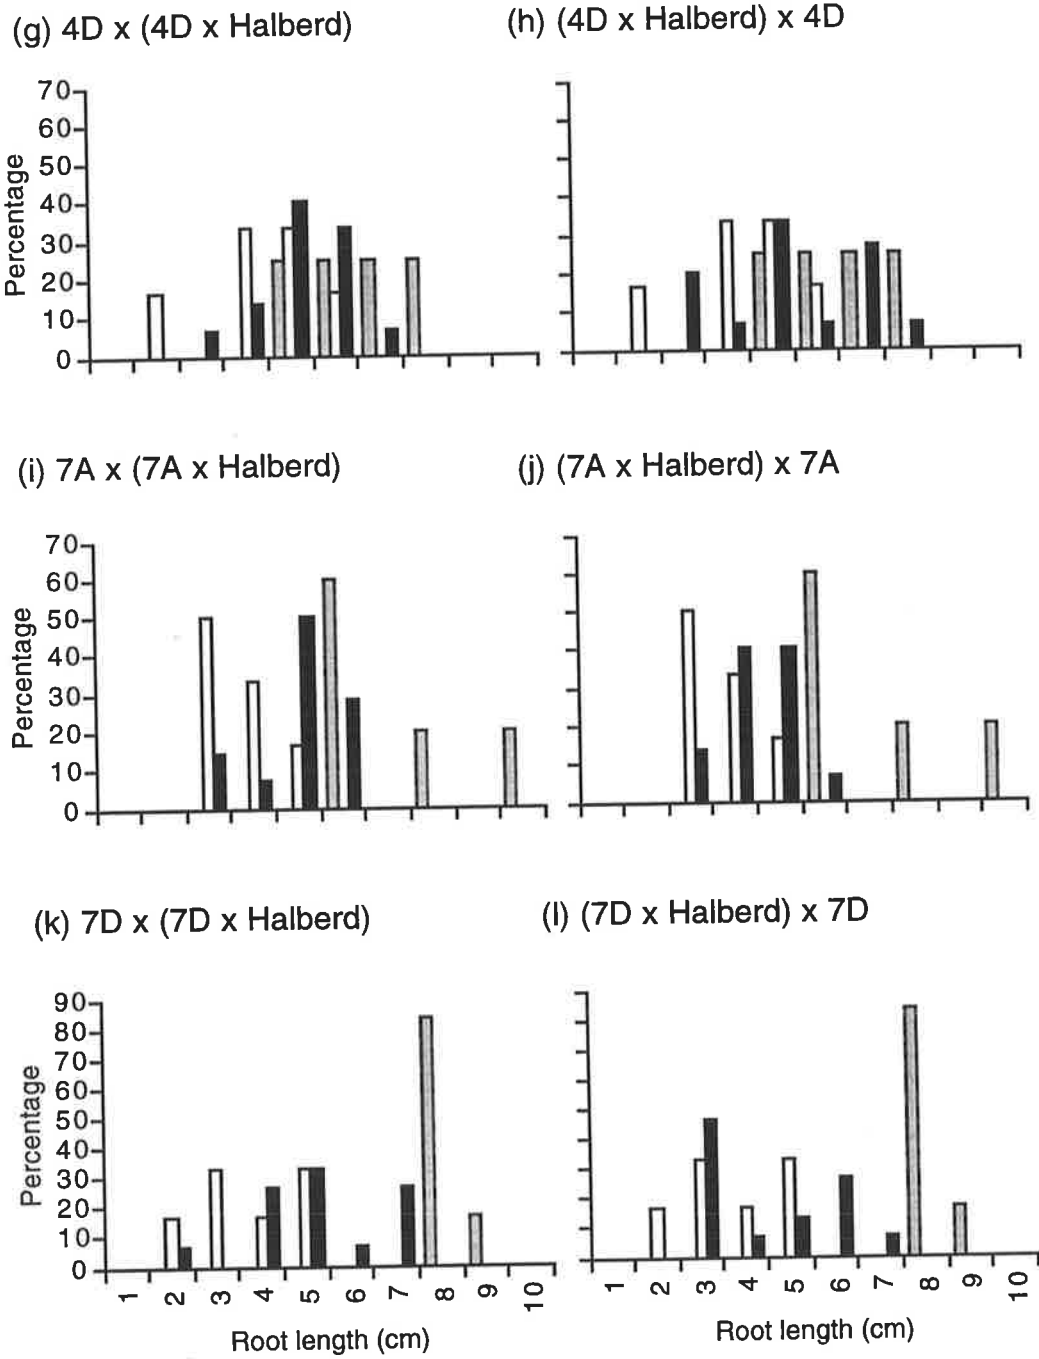 (g) 4D x (4D x Halberd)
(h) (4D x Halberd) x 4D
70
60
50
40
30
20
10
0
Percentage
(i) 7A x (7A x Halberd)
(j) (7A x Halberd) x 7A
70
60
50
40
30
20
10
0
Percentage
(k) 7D x (7D x Halberd)
(l) (7D x Halberd) x 7D
90
80
70
60
50
40
30
20
10
0
Percentage
1 2 3 4 5 6 7 8 9 10
Root length (cm)
1 2 3 4 5 6 7 8 9 10
Root length (cm)